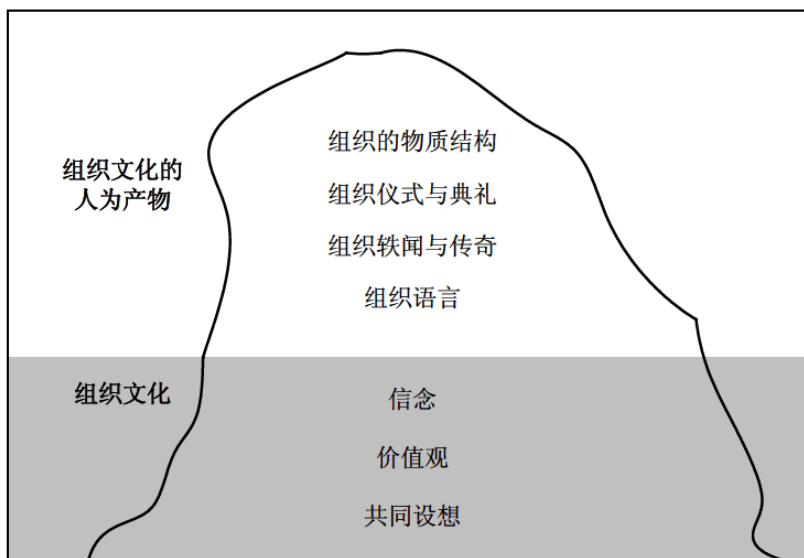 组织文化的
人为产物
组织的物质结构
组织仪式与典礼
组织轶闻与传奇
组织语言
组织文化
信念
价值观
共同设想